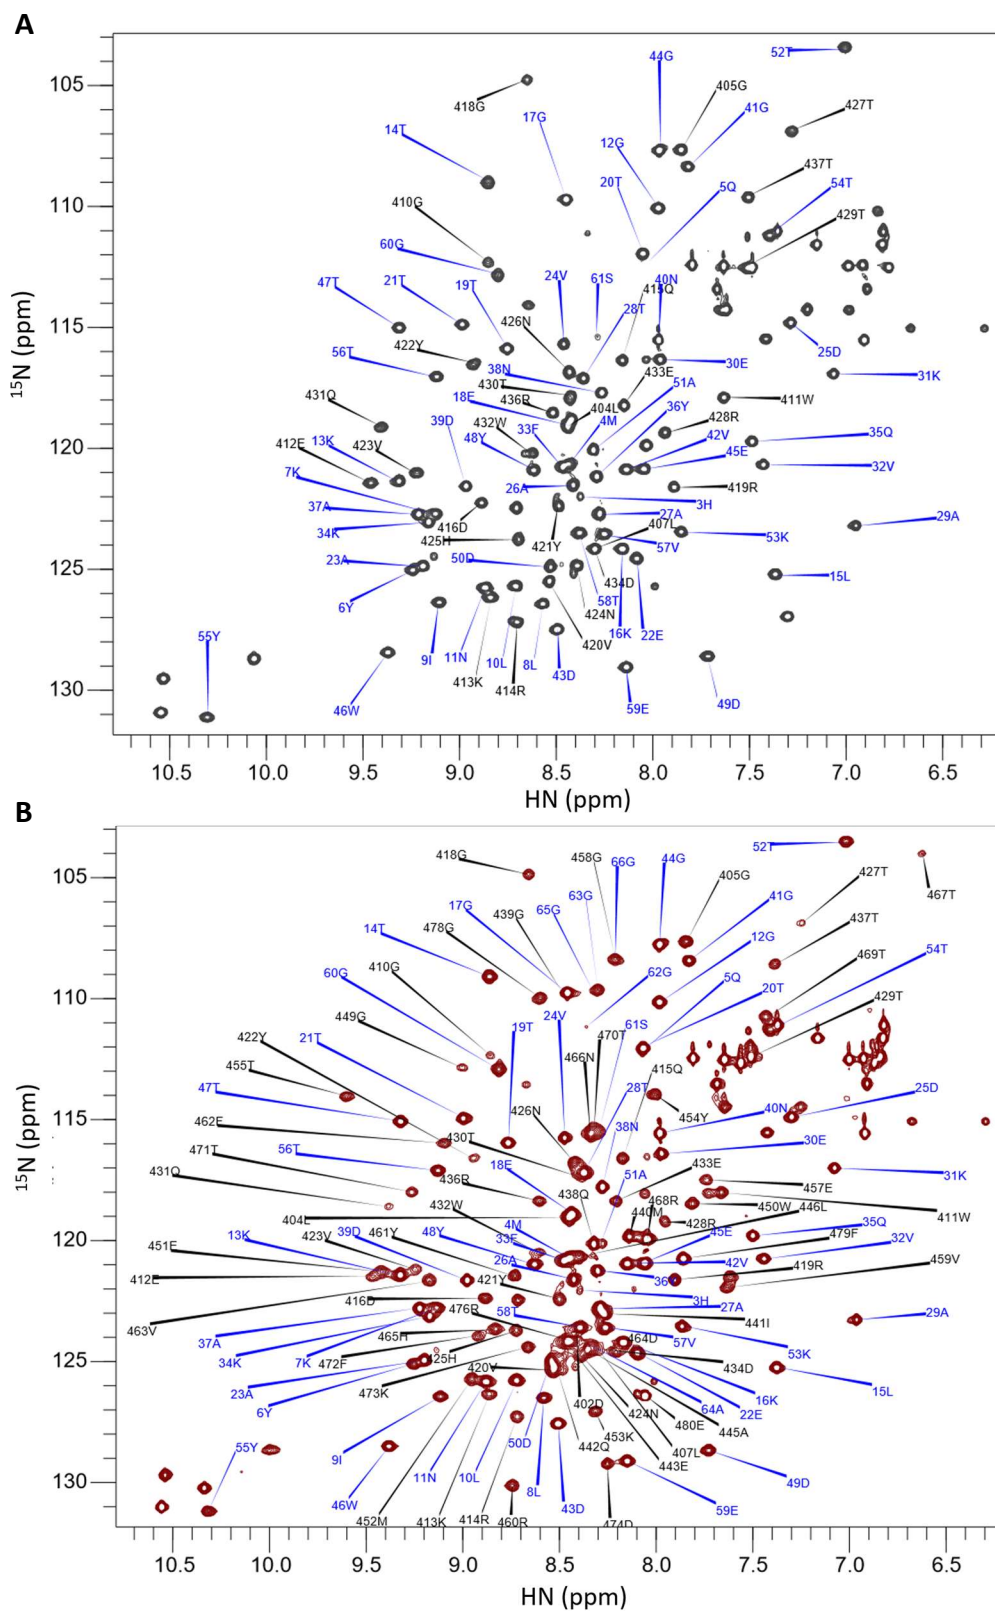 A
105
110
115
120
125
130
15N (ppm)
52T
44G
405G
418G
41G
427T
17G
14T
12G
437T
20T
5Q
54T
410G
429T
60G
24V
61S
40N
47T
21T
19T
415Q
28T
426N
422Y
56T
38N
433E
30E
25D
430T
51A
31K
431Q
436R
18E
404L
36Y
411W
39D
432W
33F
4M
428R
412E
13K
423V
48Y
42V
35Q
45E
7K
26A
32V
37A
3H
419R
34K
416D
27A
29A
425H
421Y
407L
53K
57V
23A
50D
434D
15L
6Y
58T
424N
55Y
16K
22E
9I
11N
10L
8L
420V
413K
414R
43D
46W
59E
49D
10.5 10.0 9.5 9.0 8.5 8.0 7.5 7.0 6.5
HN (ppm)
B
105
110
115
120
125
130
15N (ppm)
418G
458G
66G
44G
52T
405G
427T
467T
17G
439G
65G
63G
41G
437T
14T
478G
12G
469T
54T
60G
410G
62G
5Q
20T
429T
449G
24V
19T
61S
422Y
21T
470T
455T
466N
415Q
47T
28T
25D
462E
426N
454Y
40N
38N
471T
56T
430T
30E
431Q
18E
51A
433E
31K
436R
457E
432W
438Q
468R
450W
446L
411W
404L
440M
428R
451E
13K
39D
461Y
48Y
4M
45E
35Q
479F
423V
33F
32V
412E
26A
42V
419R
459V
421Y
36Y
416D
476R
3H
27A
463V
58T
441I
29A
37A
465H
464D
57V
34K
7K
472F
425H
53K
434D
23A
473K
420V
16K
15L
6Y
402D
64A
22E
424N
480E
445A
55Y
453K
9I
11N
10L
50D
442Q
407L
443E
8L
49D
46W
43D
59E
452M
413K
414R
460R
474D
10.5 10.0 9.5 9.0 8.5 8.0 7.5 7.0 6.5
HN (ppm)